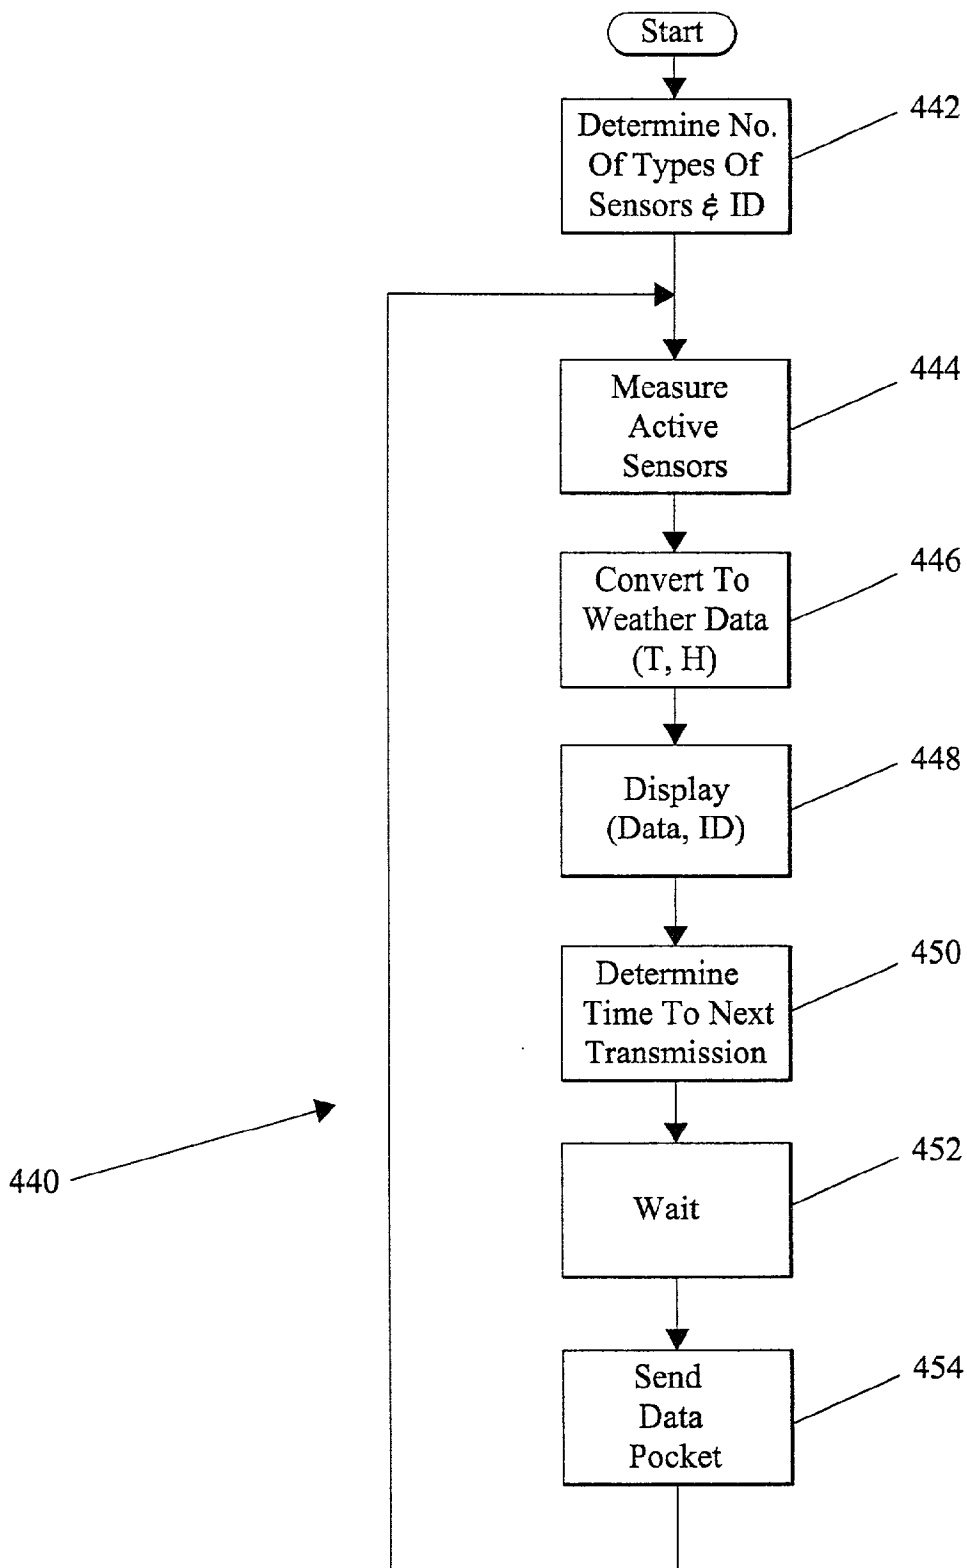 Start
442
Determine No.
Of Types Of
Sensors & ID
444
Measure
Active
Sensors
446
Convert To
Weather Data
(T, H)
448
Display
(Data, ID)
450
Determine
Time To Next
Transmission
440
452
Wait
454
Send
Data
Pocket